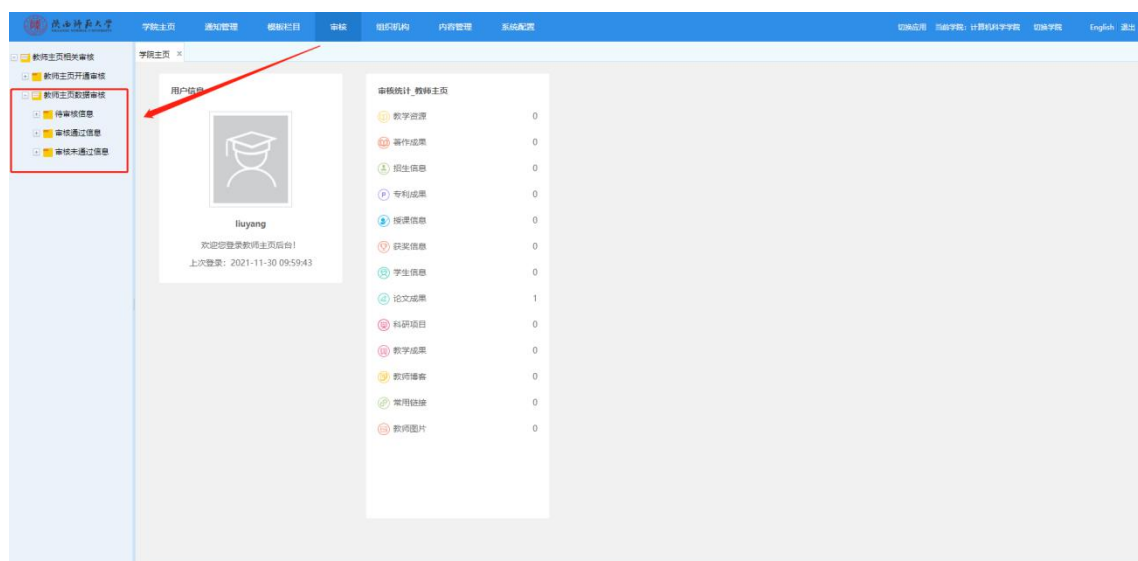 陕西师范大学
学院主页 通知管理 模板栏目 审核 组织机构 内容管理 系统配置 切换应用 当前学院: 计算机科学学院 切换学院 English 退出
教师主页相关审核
教师主页开通审核
教师主页数据审核
待审核信息
审核通过信息
审核未通过信息
学院主页 ×
用户信息
liuyang
欢迎您登录教师主页后台!
上次登录: 2021-11-30 09:59:43
审核统计_教师主页
教学资源 0
著作成果 0
招生信息 0
专利成果 0
授课信息 0
获奖信息 0
学生信息 0
论文成果 1
科研项目 0
教学成果 0
教师博客 0
常用链接 0
教师图片 0